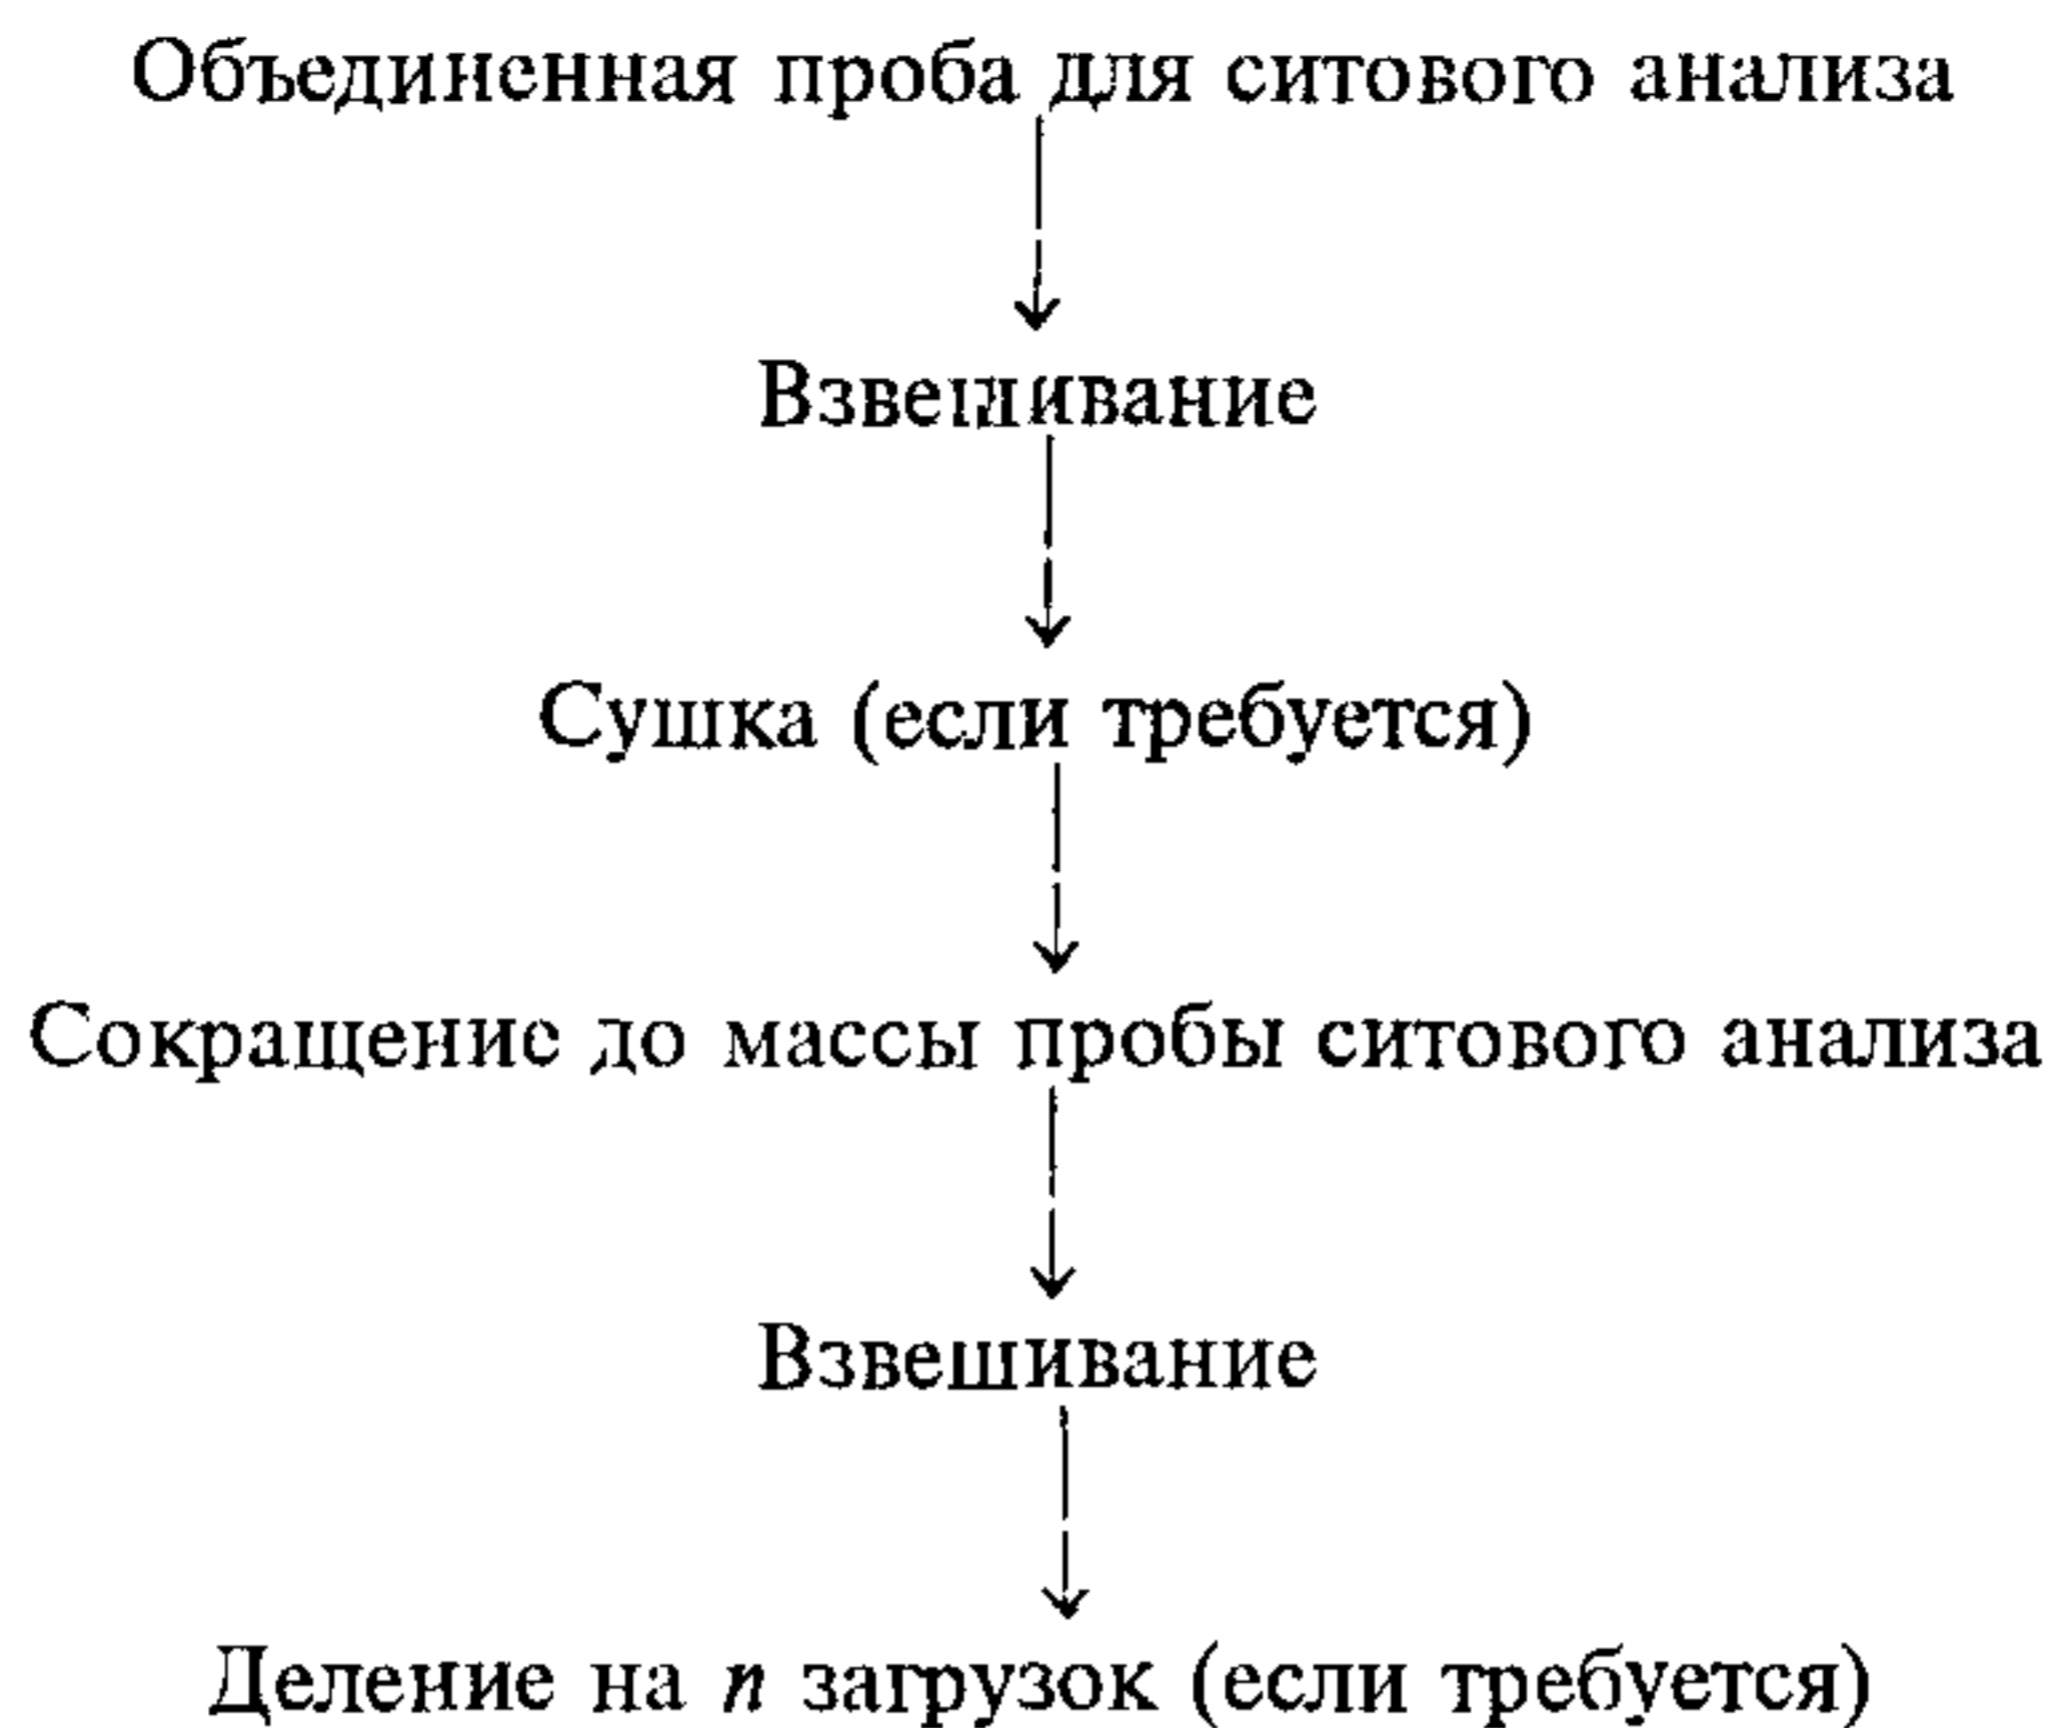 Объединенная проба для ситового анализа
Взвешивание
Сушка (если требуется)
Сокращение до массы пробы ситового анализа
Взвешивание
Деление на n загрузок (если требуется)